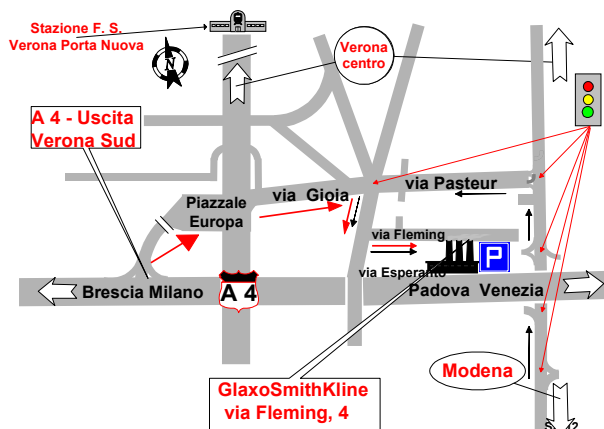 Stazione F. S.
Verona Porta Nuova
N
Verona
centro
A 4 - Uscita
Verona Sud
Piazzale
Europa
via Gioia
via Pasteur
via Fleming
P
via Esperanto
Brescia Milano
A 4
Padova Venezia
GlaxoSmithKline
via Fleming, 4
Modena